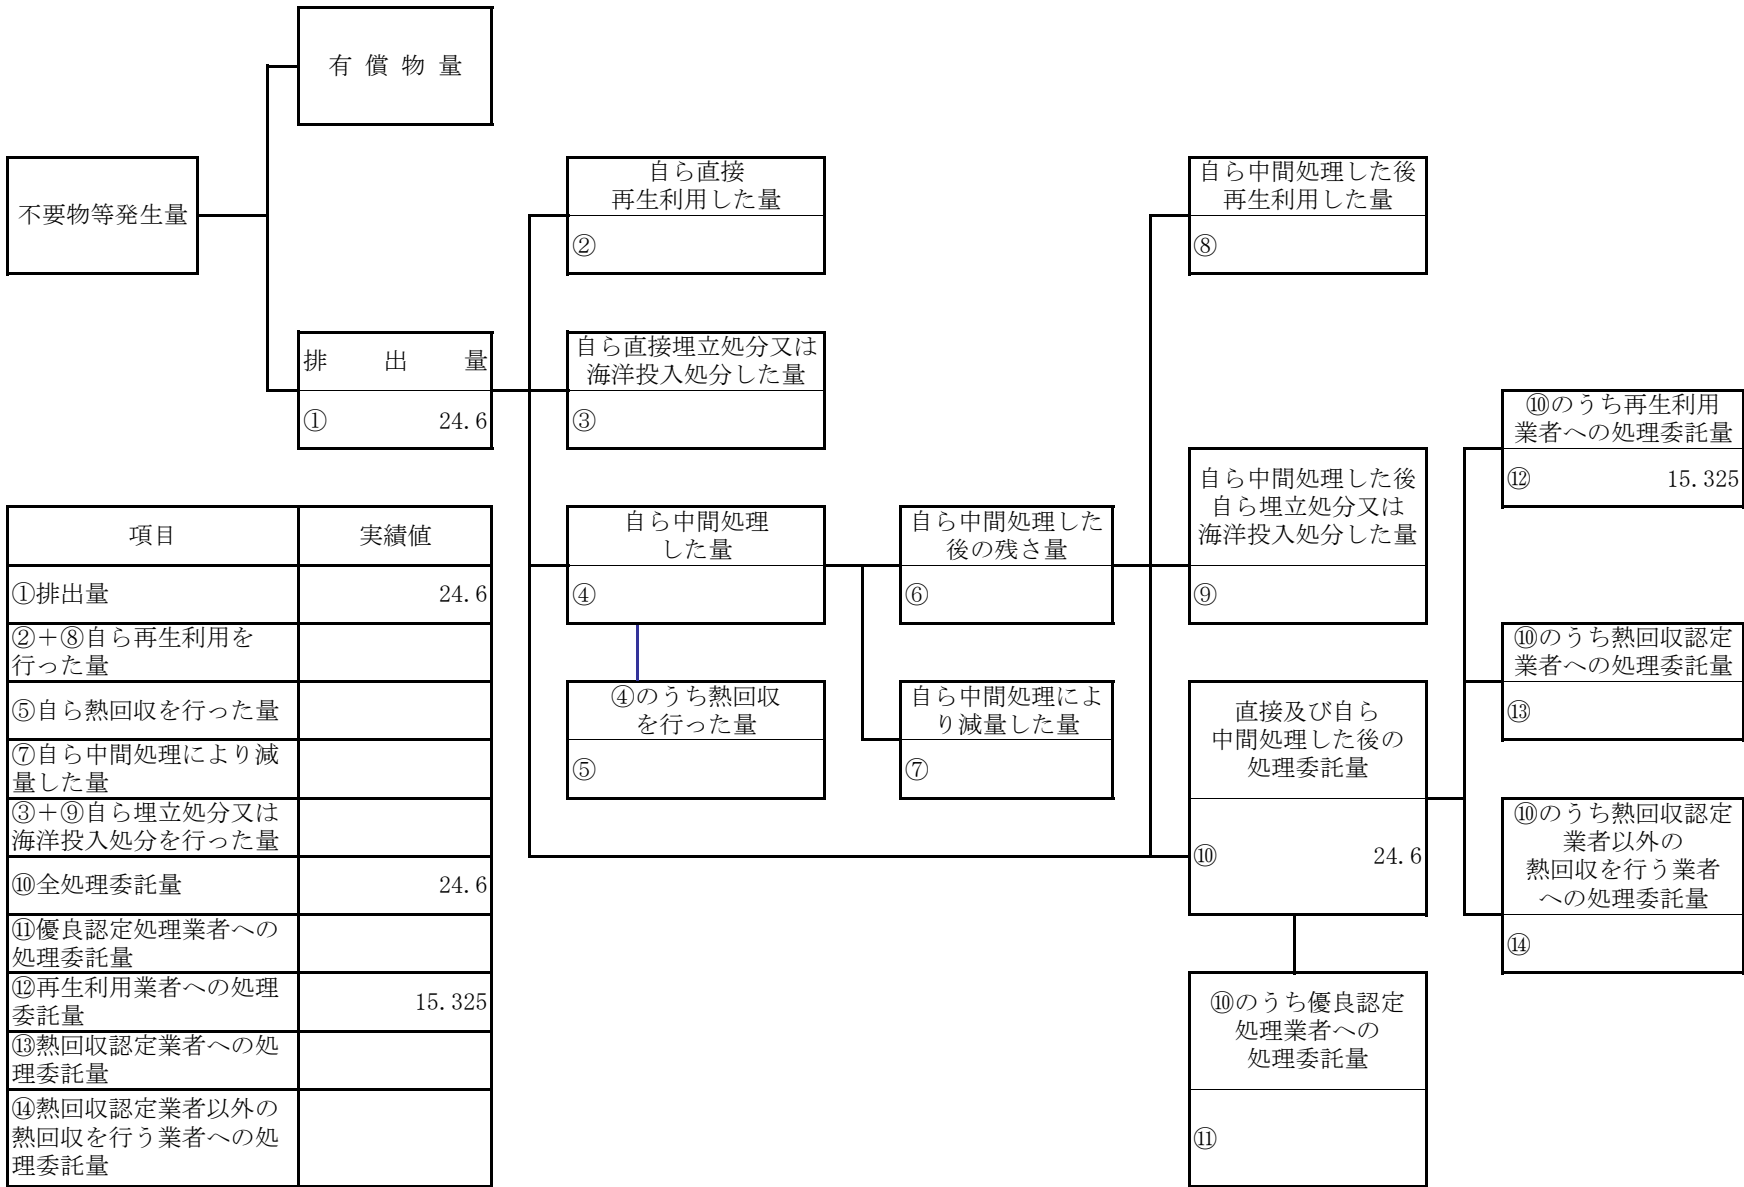 有償物量
不要物等発生量
自ら直接
再生利用した量
②
自ら中間処理した後
再生利用した量
⑧
排出量
① 24.6
自ら直接埋立処分又は
海洋投入処分した量
③
⑩のうち再生利用
業者への処理委託量
⑫ 15.325
自ら中間処理した後
自ら埋立処分又は
海洋投入処分した量
⑨
自ら中間処理
した量
④
自ら中間処理した
後の残さ量
⑥
⑩のうち熱回収認定
業者への処理委託量
⑬
④のうち熱回収
を行った量
⑤
自ら中間処理によ
り減量した量
⑦
直接及び自ら
中間処理した後の
処理委託量
⑩ 24.6
⑩のうち熱回収認定
業者以外の
熱回収を行う業者
への処理委託量
⑭
⑩のうち優良認定
処理業者への
処理委託量
⑪
項目 実績値
①排出量 24.6
②＋⑧自ら再生利用を
行った量
⑤自ら熱回収を行った量
⑦自ら中間処理により減
量した量
③＋⑨自ら埋立処分又は
海洋投入処分を行った量
⑩全処理委託量 24.6
⑪優良認定処理業者への
処理委託量
⑫再生利用業者への処理
委託量 15.325
⑬熱回収認定業者への処
理委託量
⑭熱回収認定業者以外の
熱回収を行う業者への処
理委託量